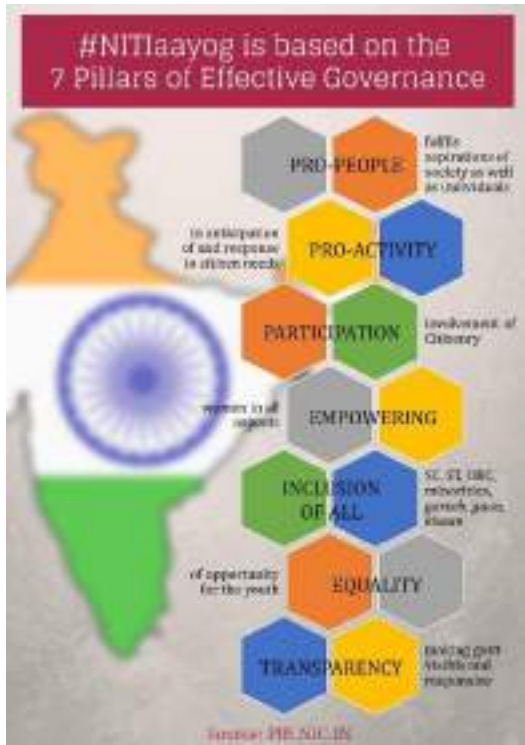 #NITIaayog is based on the
7 Pillars of Effective Governance
PRO-PEOPLE
fulfils
aspirations of
society as well
as individuals
in anticipation
of and response
to citizen needs
PRO-ACTIVITY
PARTICIPATION
involvement of
Citizenry
women in all
aspects
EMPOWERING
INCLUSION
OF ALL
SC, ST, OBC,
minorities,
gareeb, gaon,
kisaan
of opportunity
for the youth
EQUALITY
TRANSPARENCY
making govt
visible and
responsive
Source: PIB.NIC.IN